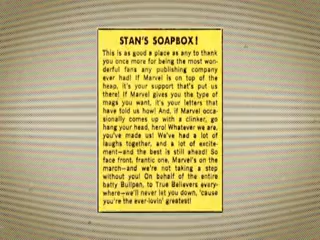 STAN'S SOAPBOX!
This is as good a place as any to thank
you once more for being the most won-
derful fans any publishing company
ever had! If Marvel is on top of
the heap, it's your support that's put us
there! If Marvel gives you the type of
mags you want, it's your letters that have
told us how! And, if Marvel occa-
sionally comes up with a clinker, go
hang your head, hero! Whatever we are,
you've made us! We've had a lot of
laughs together, and a lot of excite-
ment—and the best is still ahead! So
face front, frantic one, Marvel's on the
march—and we're not taking a step
without you! On behalf of the entire
batty Bullpen, to True Believers every-
where—we'll never let you down, 'cause
you're the ever-lovin' greatest!